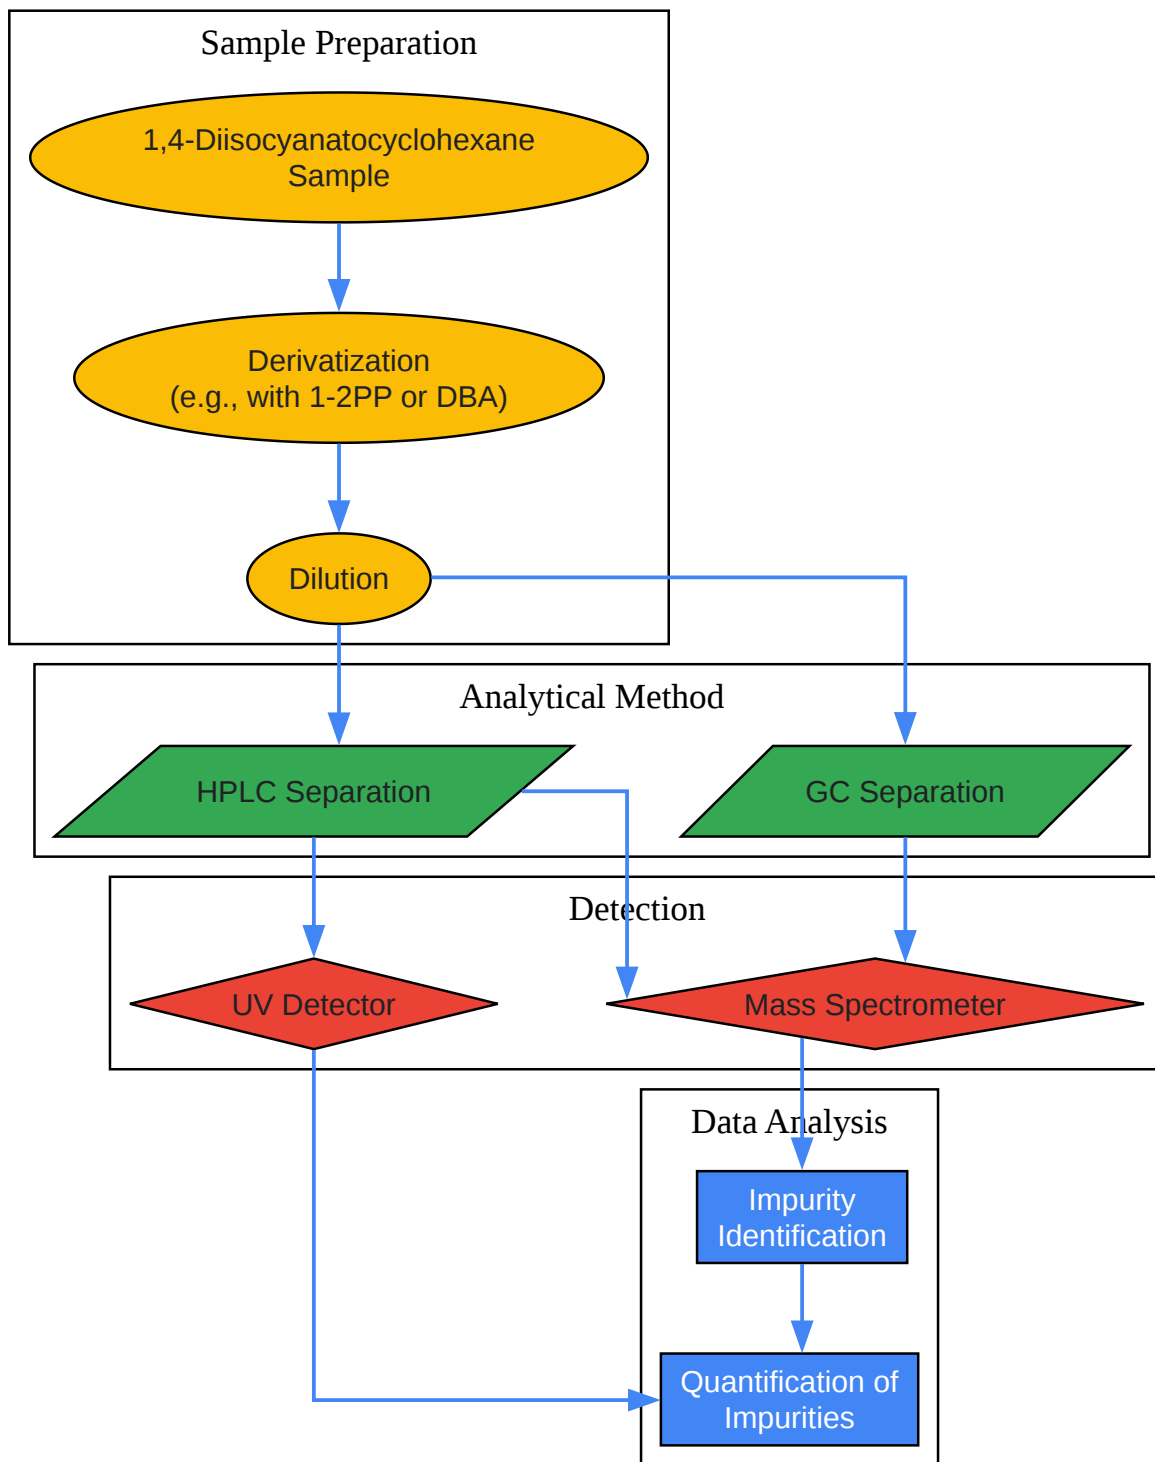 Sample Preparation
1,4-Diisocyanatocyclohexane
Sample
Derivatization
(e.g., with 1-2PP or DBA)
Dilution
Analytical Method
HPLC Separation
GC Separation
Detection
UV Detector
Mass Spectrometer
Data Analysis
Impurity
Identification
Quantification of
Impurities